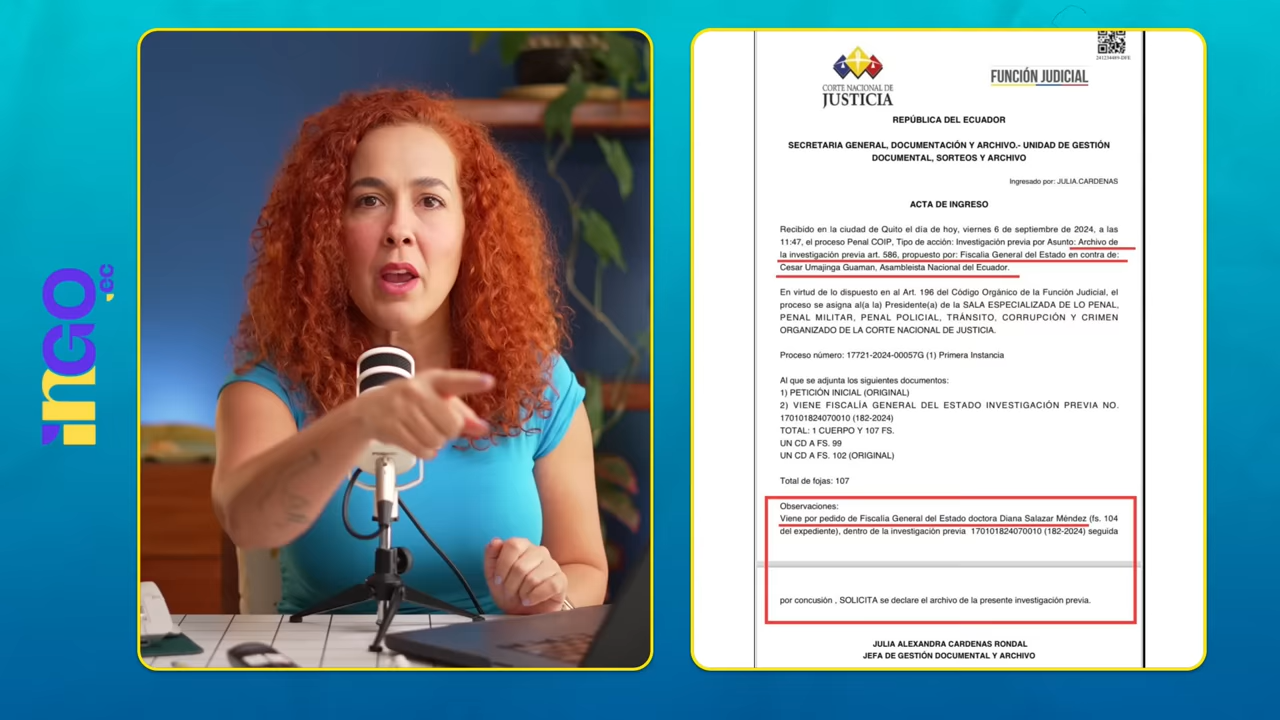 INGO
.cc
241234489-DFE
CORTE NACIONAL DE
JUSTICIA
FUNCIÓN JUDICIAL
REPÚBLICA DEL ECUADOR
SECRETARIA GENERAL, DOCUMENTACIÓN Y ARCHIVO.- UNIDAD DE GESTIÓN
DOCUMENTAL, SORTEOS Y ARCHIVO
Ingresado por: JULIA.CARDENAS
ACTA DE INGRESO
Recibido en la ciudad de Quito el día de hoy, viernes 6 de septiembre de 2024, a las
11:47, el proceso Penal COIP, Tipo de acción: Investigación previa por Asunto: Archivo de
la investigación previa art. 586, propuesto por: Fiscalia General del Estado en contra de:
Cesar Umajinga Guaman, Asambleista Nacional del Ecuador.
En virtud de lo dispuesto en al Art. 196 del Código Orgánico de la Función Judicial, el
proceso se asigna al(a la) Presidente(a) de la SALA ESPECIALIZADA DE LO PENAL,
PENAL MILITAR, PENAL POLICIAL, TRÁNSITO, CORRUPCIÓN Y CRIMEN
ORGANIZADO DE LA CORTE NACIONAL DE JUSTICIA.
Proceso número: 17721-2024-00057G (1) Primera Instancia
Al que se adjunta los siguientes documentos:
1) PETICIÓN INICIAL (ORIGINAL)
2) VIENE FISCALÍA GENERAL DEL ESTADO INVESTIGACIÓN PREVIA NO.
170101824070010 (182-2024)
TOTAL: 1 CUERPO Y 107 FS.
UN CD A FS. 99
UN CD A FS. 102 (ORIGINAL)
Total de fojas: 107
Observaciones:
Viene por pedido de Fiscalía General del Estado doctora Diana Salazar Méndez (fs. 104
del expediente), dentro de la investigación previa 170101824070010 (182-2024) seguida
por concusión , SOLICITA se declare el archivo de la presente investigación previa.
JULIA ALEXANDRA CARDENAS RONDAL
JEFA DE GESTIÓN DOCUMENTAL Y ARCHIVO